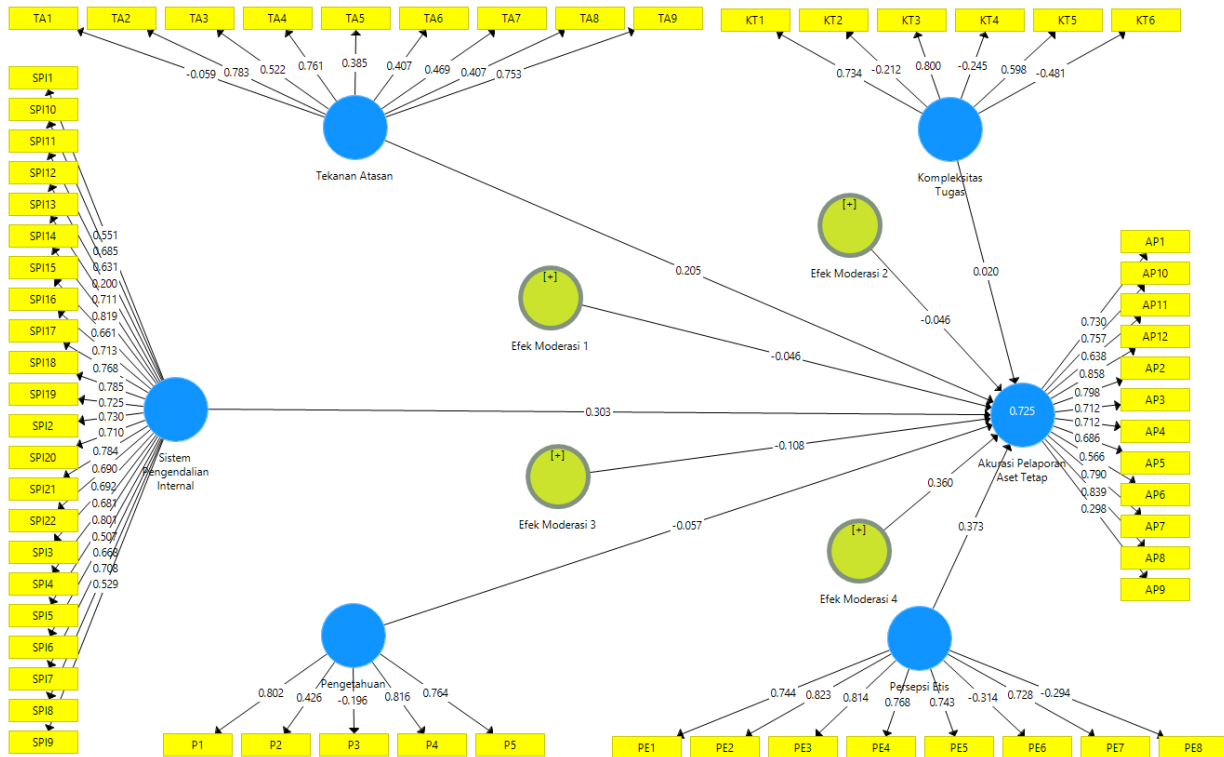 TA1 TA2 TA3 TA4 TA5 TA6 TA7 TA8 TA9
KT1 KT2 KT3 KT4 KT5 KT6
-0.059 0.783 0.522 0.761 0.385 0.407 0.469 0.407 0.753
0.734 -0.212 0.800 -0.245 0.598 -0.481
Tekanan Atasan
Kompleksitas
Tugas
SPI1
SPI10
SPI11
SPI12
SPI13
SPI14
SPI15
SPI16
SPI17
SPI18
SPI19
SPI2
SPI20
SPI21
SPI22
SPI3
SPI4
SPI5
SPI6
SPI7
SPI8
SPI9
0.551
0.685
0.631
0.200
0.711
0.819
0.661
0.713
0.768
0.785
0.725
0.730
0.710
0.784
0.690
0.692
0.681
0.801
0.507
0.668
0.708
0.529
Sistem
Pengendalian
Internal
[+]
Efek Moderasi 2
[+]
Efek Moderasi 1
0.205
0.020
-0.046
-0.046
0.303
[+]
Efek Moderasi 3
-0.108
-0.057
[+]
Efek Moderasi 4
0.360
0.373
0.725
Akurasi Pelaporan
Aset Tetap
0.730
0.757
0.638
0.858
0.798
0.712
0.712
0.686
0.566
0.790
0.839
0.298
AP1
AP10
AP11
AP12
AP2
AP3
AP4
AP5
AP6
AP7
AP8
AP9
Pengetahuan
0.802 0.426 -0.196 0.816 0.764
P1 P2 P3 P4 P5
Persepsi Etis
0.744 0.823 0.814 0.768 0.743 -0.314 0.728 -0.294
PE1 PE2 PE3 PE4 PE5 PE6 PE7 PE8